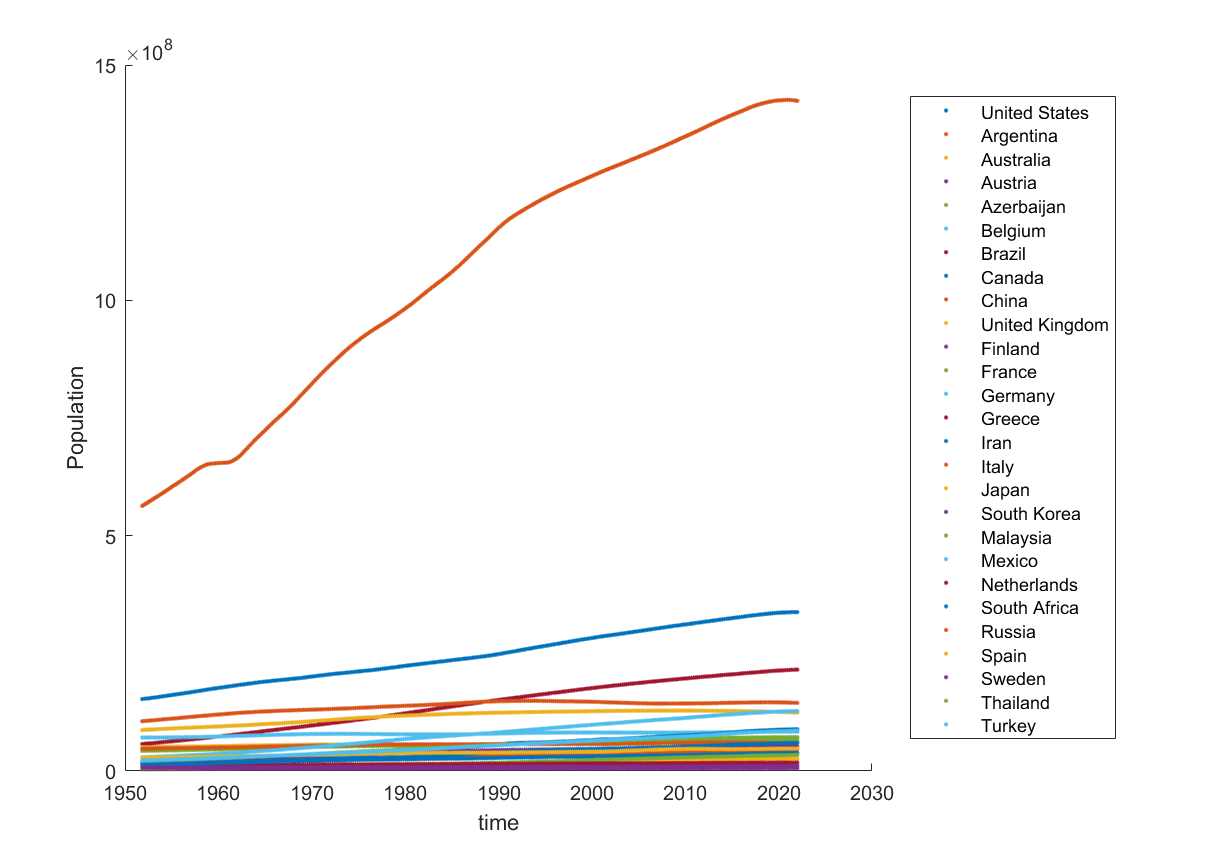 ×10^8
15
10
5
0
Population
1950 1960 1970 1980 1990 2000 2010 2020 2030
time
United States
Argentina
Australia
Austria
Azerbaijan
Belgium
Brazil
Canada
China
United Kingdom
Finland
France
Germany
Greece
Iran
Italy
Japan
South Korea
Malaysia
Mexico
Netherlands
South Africa
Russia
Spain
Sweden
Thailand
Turkey